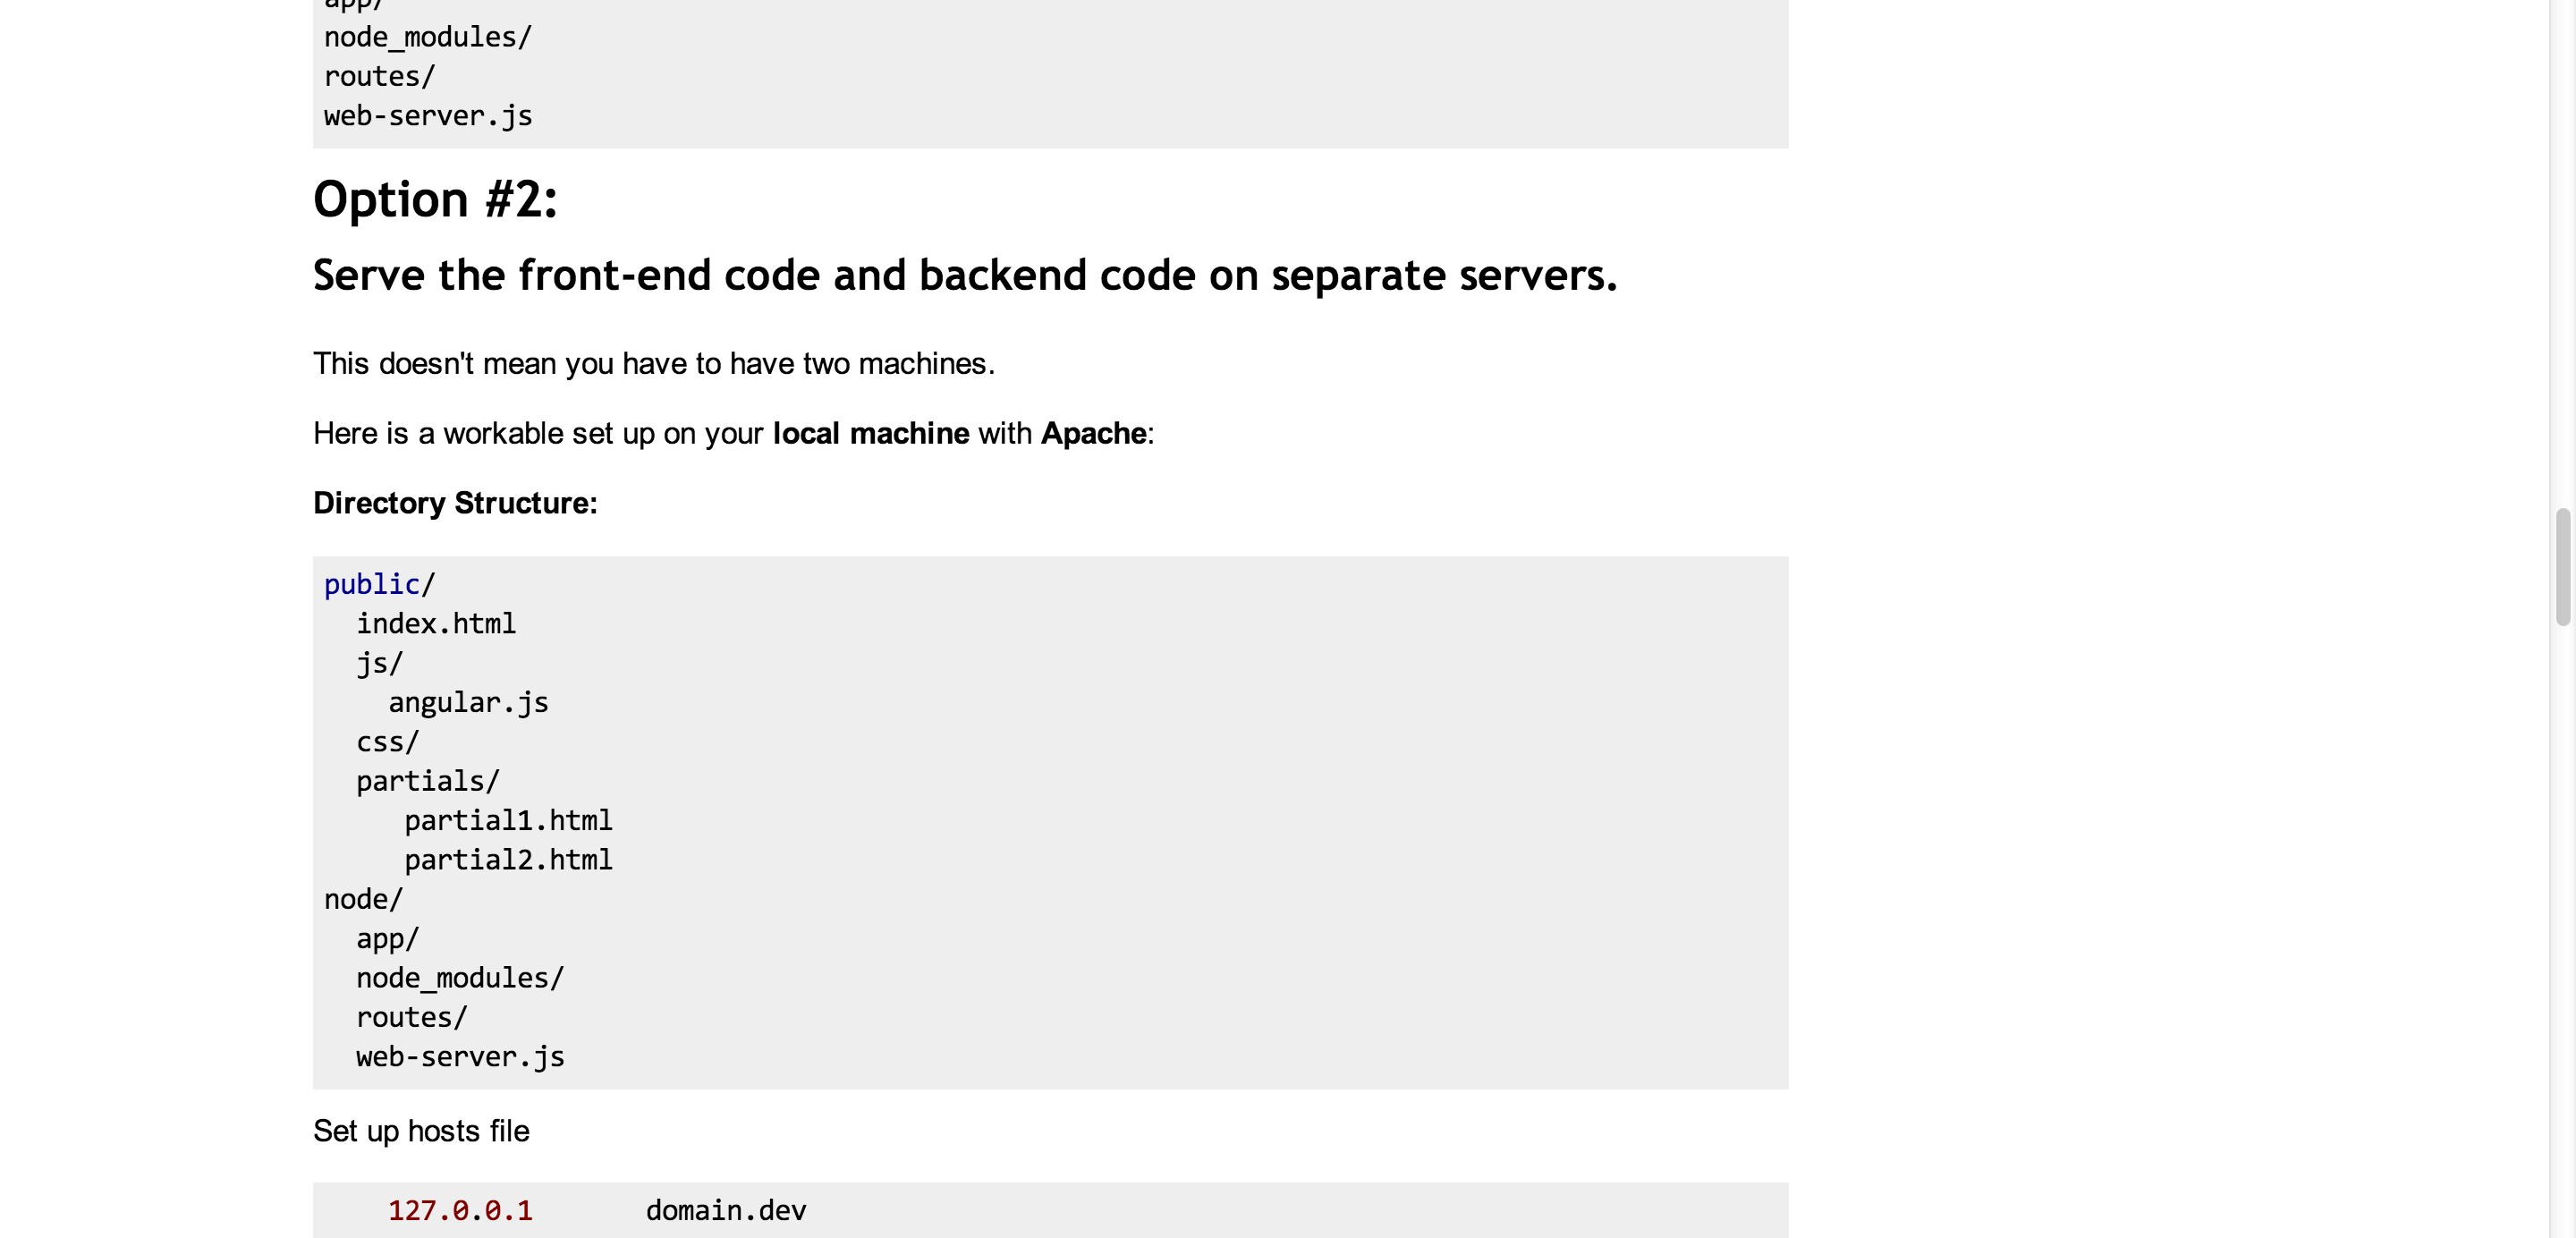 app/
node_modules/
routes/
web-server.js
Option #2:
Serve the front-end code and backend code on separate servers.
This doesn't mean you have to have two machines.
Here is a workable set up on your local machine with Apache:
Directory Structure:
public/
  index.html
  js/
    angular.js
  css/
  partials/
     partial1.html
     partial2.html
node/
  app/
  node_modules/
  routes/
  web-server.js
Set up hosts file
    127.0.0.1       domain.dev